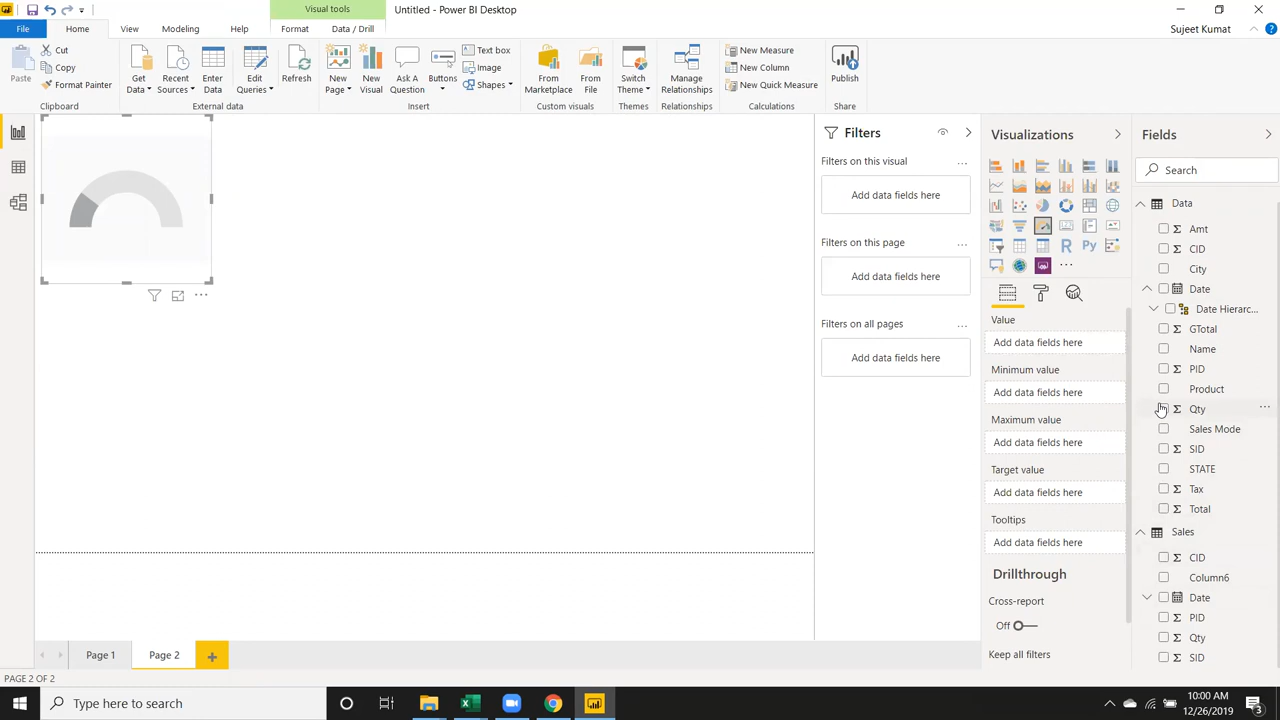 Visual tools
Untitled - Power BI Desktop
File
Home
View
Modeling
Help
Format
Data / Drill
Sujeet Kumat
Paste
Cut
Copy
Format Painter
Clipboard
Get Data
Recent Sources
Enter Data
Edit Queries
Refresh
External data
New Page
New Visual
Ask A Question
Buttons
Text box
Image
Shapes
Insert
From Marketplace
From File
Custom visuals
Switch Theme
Themes
Manage Relationships
Relationships
New Measure
New Column
New Quick Measure
Calculations
Publish
Share
Filters
Filters on this visual
Add data fields here
Filters on this page
Add data fields here
Filters on all pages
Add data fields here
Visualizations
R
Py
Value
Add data fields here
Minimum value
Add data fields here
Maximum value
Add data fields here
Target value
Add data fields here
Tooltips
Add data fields here
Drillthrough
Cross-report
Off
Keep all filters
Fields
Search
Data
Amt
CID
City
Date
Date Hierarc...
GTotal
Name
PID
Product
Qty
Sales Mode
SID
STATE
Tax
Total
Sales
CID
Column6
Date
PID
Qty
SID
Page 1
Page 2
PAGE 2 OF 2
Type here to search
10:00 AM
12/26/2019
3